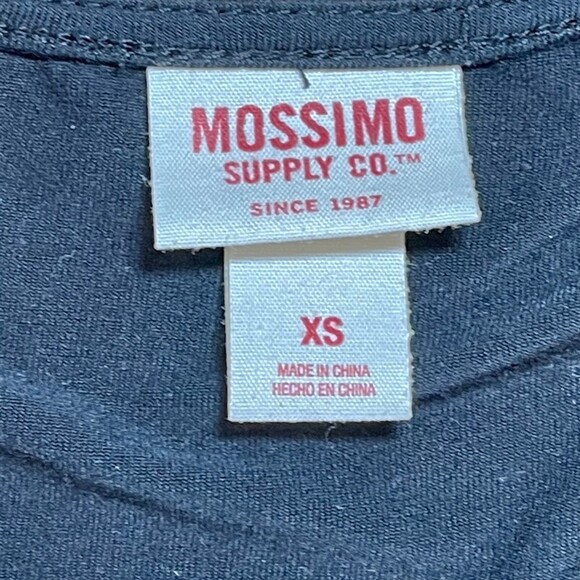 MOSSIMO
SUPPLY CO.™
SINCE 1987
XS
MADE IN CHINA
HECHO EN CHINA